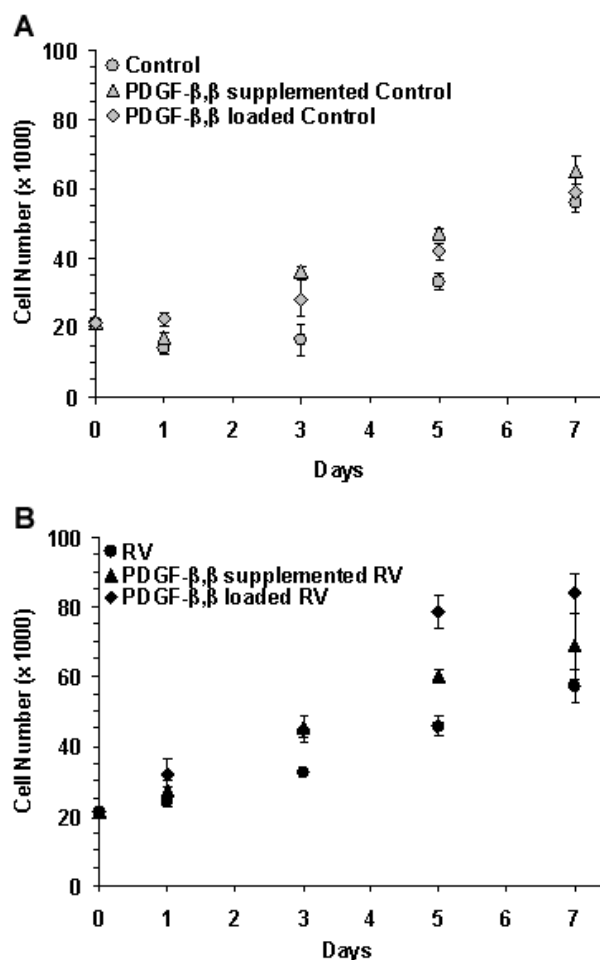 A
100
Control
PDGF-β,β supplemented Control
PDGF-β,β loaded Control
80
60
40
20
0
Cell Number (x 1000)
0 1 2 3 4 5 6 7
Days
B
100
RV
PDGF-β,β supplemented RV
PDGF-β,β loaded RV
80
60
40
20
0
Cell Number (x 1000)
0 1 2 3 4 5 6 7
Days